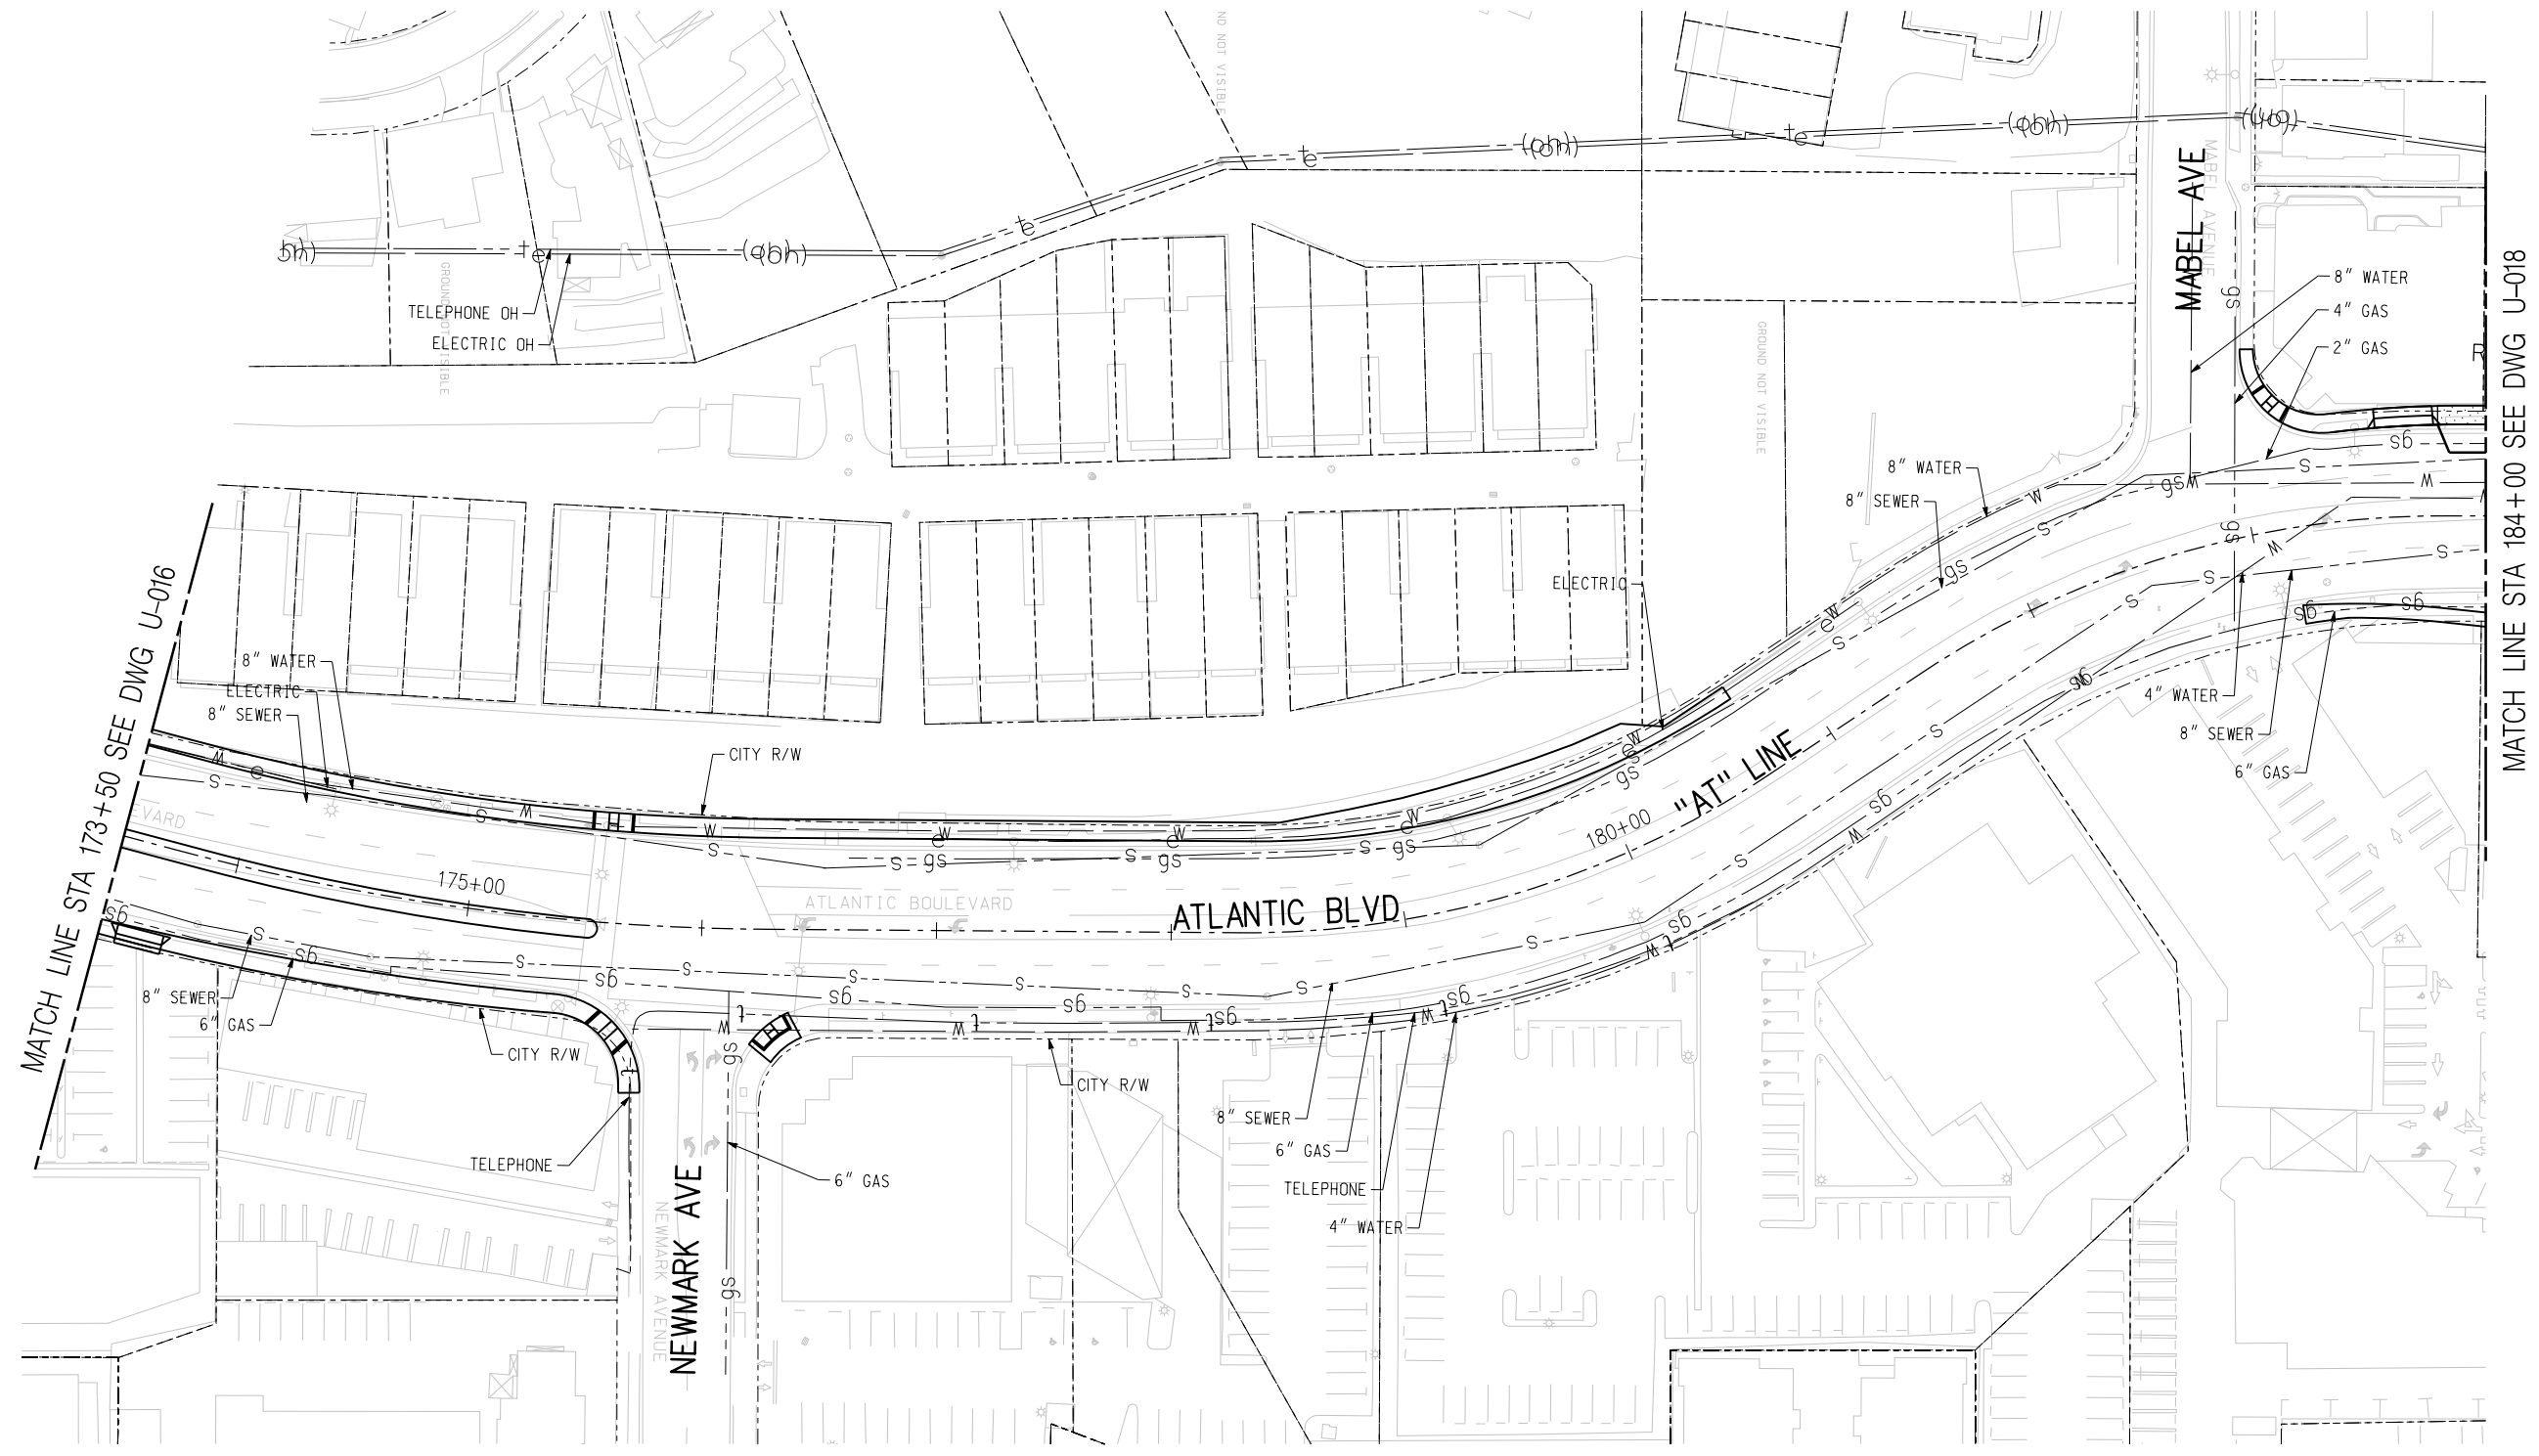 GROUND NOT VISIBLE
MABEL AVE
MABEL AVENUE
TELEPHONE OH
ELECTRIC OH
GROUND NOT VISIBLE
8" WATER
4" GAS
2" GAS
R
MATCH LINE STA 184+00 SEE DWG U-018
GROUND NOT VISIBLE
8" WATER
8" SEWER
ELECTRIC
MATCH LINE STA 173+50 SEE DWG U-016
8" WATER
ELECTRIC
8" SEWER
CITY R/W
4" WATER
8" SEWER
6" GAS
"AT" LINE
180+00
175+00
ATLANTIC BOULEVARD
ATLANTIC BLVD
8" SEWER
6" GAS
CITY R/W
CITY R/W
8" SEWER
6" GAS
TELEPHONE
4" WATER
TELEPHONE
6" GAS
NEWMARK AVE
NEWMARK AVENUE